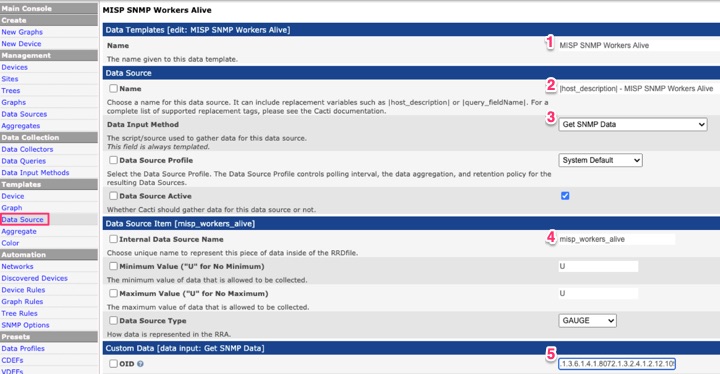 Main Console
Create
New Graphs
New Device
Management
Devices
Sites
Trees
Graphs
Data Sources
Aggregates
Data Collection
Data Collectors
Data Queries
Data Input Methods
Templates
Device
Graph
Data Source
Aggregate
Color
Automation
Networks
Discovered Devices
Device Rules
Graph Rules
Tree Rules
SNMP Options
Presets
Data Profiles
CDEFs
VDEFs
MISP SNMP Workers Alive
Data Templates [edit: MISP SNMP Workers Alive]
Name
1 MISP SNMP Workers Alive
The name given to this data template.
Data Source
Name
2 |host_description| - MISP SNMP Workers Alive
Choose a name for this data source. It can include replacement variables such as |host_description| or |query_fieldName|. For a
complete list of supported replacement tags, please see the Cacti documentation.
Data Input Method
3 Get SNMP Data
The script/source used to gather data for this data source.
This field is always templated.
Data Source Profile
System Default
Select the Data Source Profile. The Data Source Profile controls polling interval, the data aggregation, and retention policy for the
resulting Data Sources.
Data Source Active
Whether Cacti should gather data for this data source or not.
Data Source Item [misp_workers_alive]
Internal Data Source Name
4 misp_workers_alive
Choose unique name to represent this piece of data inside of the RRDfile.
Minimum Value ("U" for No Minimum)
U
The minimum value of data that is allowed to be collected.
Maximum Value ("U" for No Maximum)
U
The maximum value of data that is allowed to be collected.
Data Source Type
GAUGE
How data is represented in the RRA.
Custom Data [data input: Get SNMP Data]
OID
5 .1.3.6.1.4.1.8072.1.3.2.4.1.2.12.109